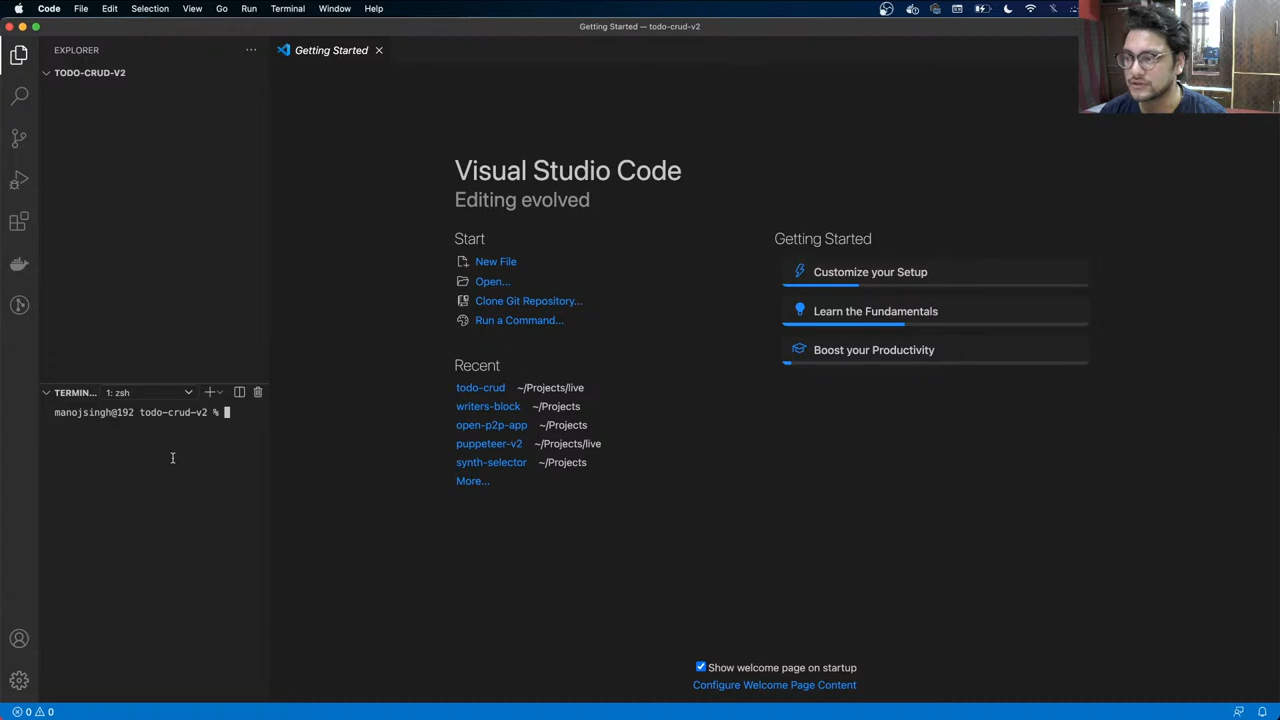 Code File Edit Selection View Go Run Terminal Window Help
Getting Started — todo-crud-v2
EXPLORER
Getting Started
TODO-CRUD-V2
Visual Studio Code
Editing evolved
Start
New File
Open...
Clone Git Repository...
Run a Command...
Getting Started
Customize your Setup
Learn the Fundamentals
Boost your Productivity
Recent
todo-crud ~/Projects/live
writers-block ~/Projects
open-p2p-app ~/Projects
puppeteer-v2 ~/Projects/live
synth-selector ~/Projects
More...
TERMIN... 1: zsh
manojsingh@192 todo-crud-v2 %
Show welcome page on startup
Configure Welcome Page Content
0 0